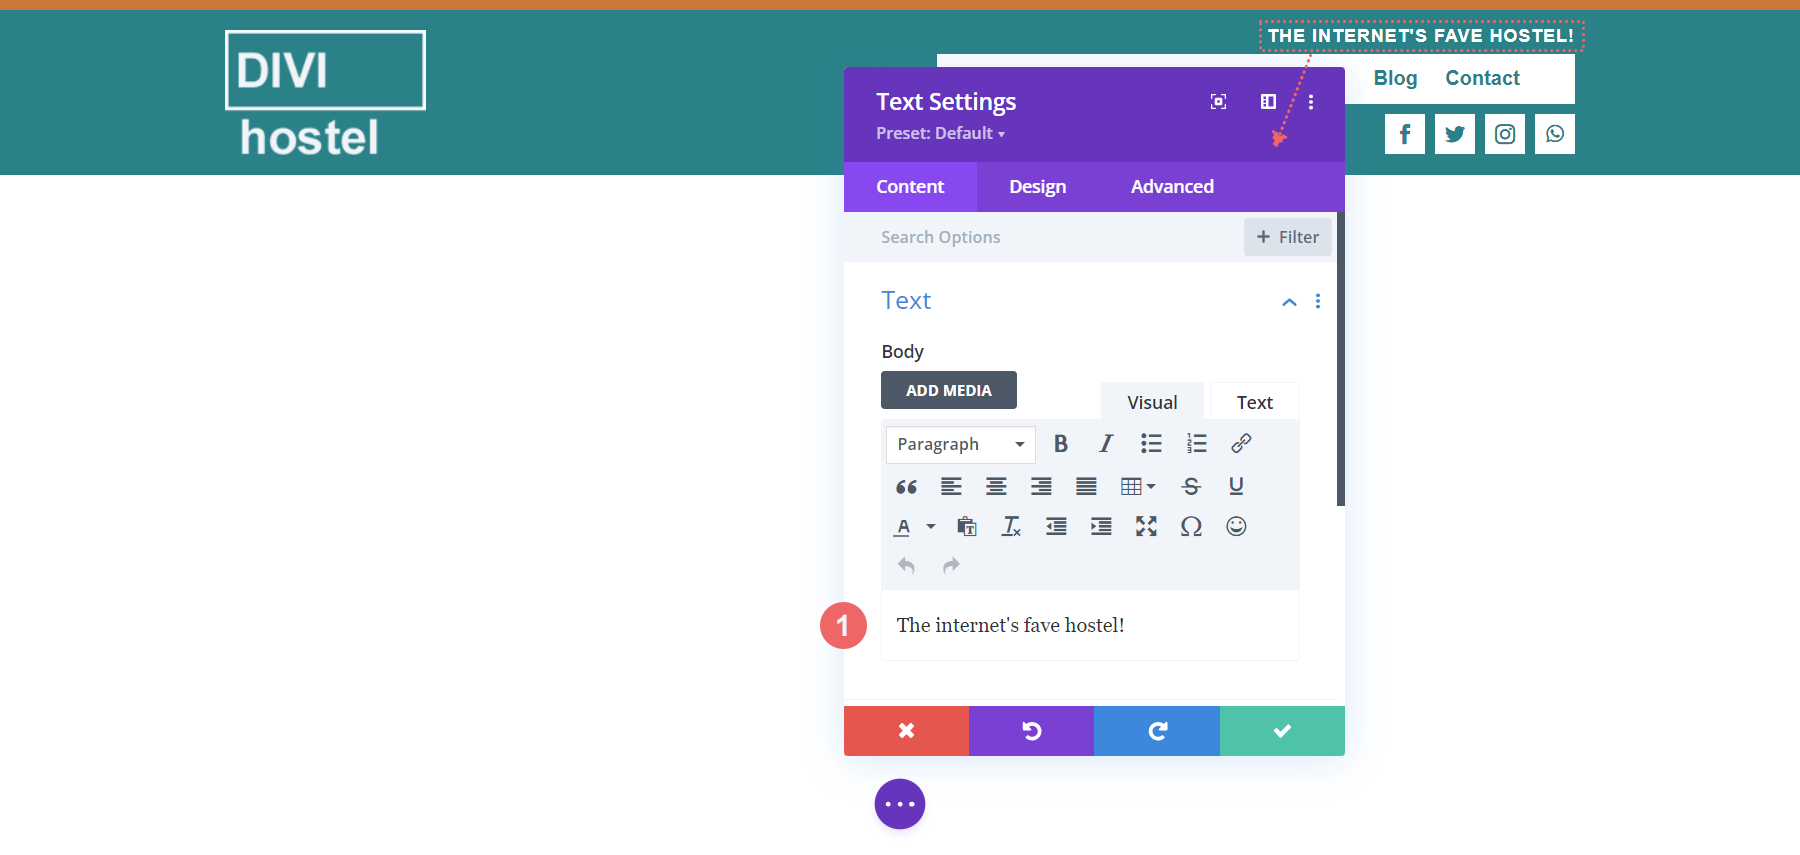 THE INTERNET'S FAVE HOSTEL!
DIVI
hostel
Blog Contact
Text Settings
Preset: Default
Content Design Advanced
Search Options
+ Filter
Text
Body
ADD MEDIA
Visual Text
Paragraph
The internet's fave hostel!
1